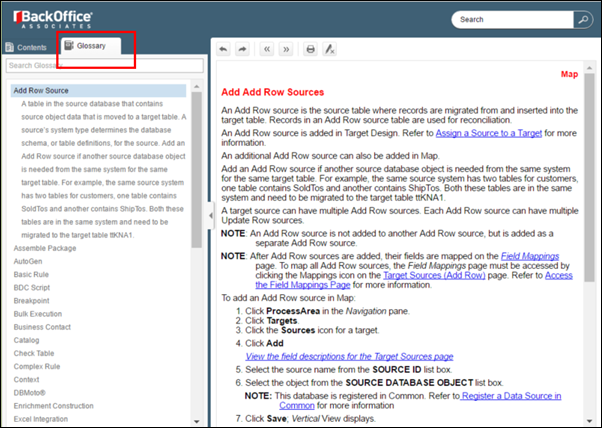 BackOffice
ASSOCIATES
Search
Contents
Glossary
Search Glossary
Add Row Source
A table in the source database that contains
source object data that is moved to a target table. A
source's system type determines the database
schema, or table definitions, for the source. Add an
Add Row source if another source database object
is needed from the same system for the same
target table. For example, the same source system
has two tables for customers, one table contains
SoldTos and another contains ShipTos. Both these
tables are in the same system and need to be
migrated to the target table ttKNA1.
Assemble Package
AutoGen
Basic Rule
BDC Script
Breakpoint
Bulk Execution
Business Contact
Catalog
Check Table
Complex Rule
Context
DBMoto®
Enrichment Construction
Excel Integration
Map
Add Add Row Sources
An Add Row source is the source table where records are migrated from and inserted into the
target table. Records in an Add Row source table are used for reconciliation.
An Add Row source is added in Target Design. Refer to Assign a Source to a Target for more
information.
An additional Add Row source can also be added in Map.
Add an Add Row source if another source database object is needed from the same system
for the same target table. For example, the same source system has two tables for customers,
one table contains SoldTos and another contains ShipTos. Both these tables are in the same
system and need to be migrated to the target table ttKNA1.
A target source can have multiple Add Row sources. Each Add Row source can have multiple
Update Row sources.
NOTE: An Add Row source is not added to another Add Row source, but is added as a
separate Add Row source.
NOTE: After Add Row sources are added, their fields are mapped on the Field Mappings
page. To map all Add Row sources, the Field Mappings page must be accessed by
clicking the Mappings icon on the Target Sources (Add Row) page. Refer to Access
the Field Mappings Page for more information.
To add an Add Row source in Map:
1. Click ProcessArea in the Navigation pane.
2. Click Targets.
3. Click the Sources icon for a target.
4. Click Add
View the field descriptions for the Target Sources page
5. Select the source name from the SOURCE ID list box.
6. Select the object from the SOURCE DATABASE OBJECT list box.
NOTE: This database is registered in Common. Refer to Register a Data Source in
Common for more information
7. Click Save; Vertical View displays.